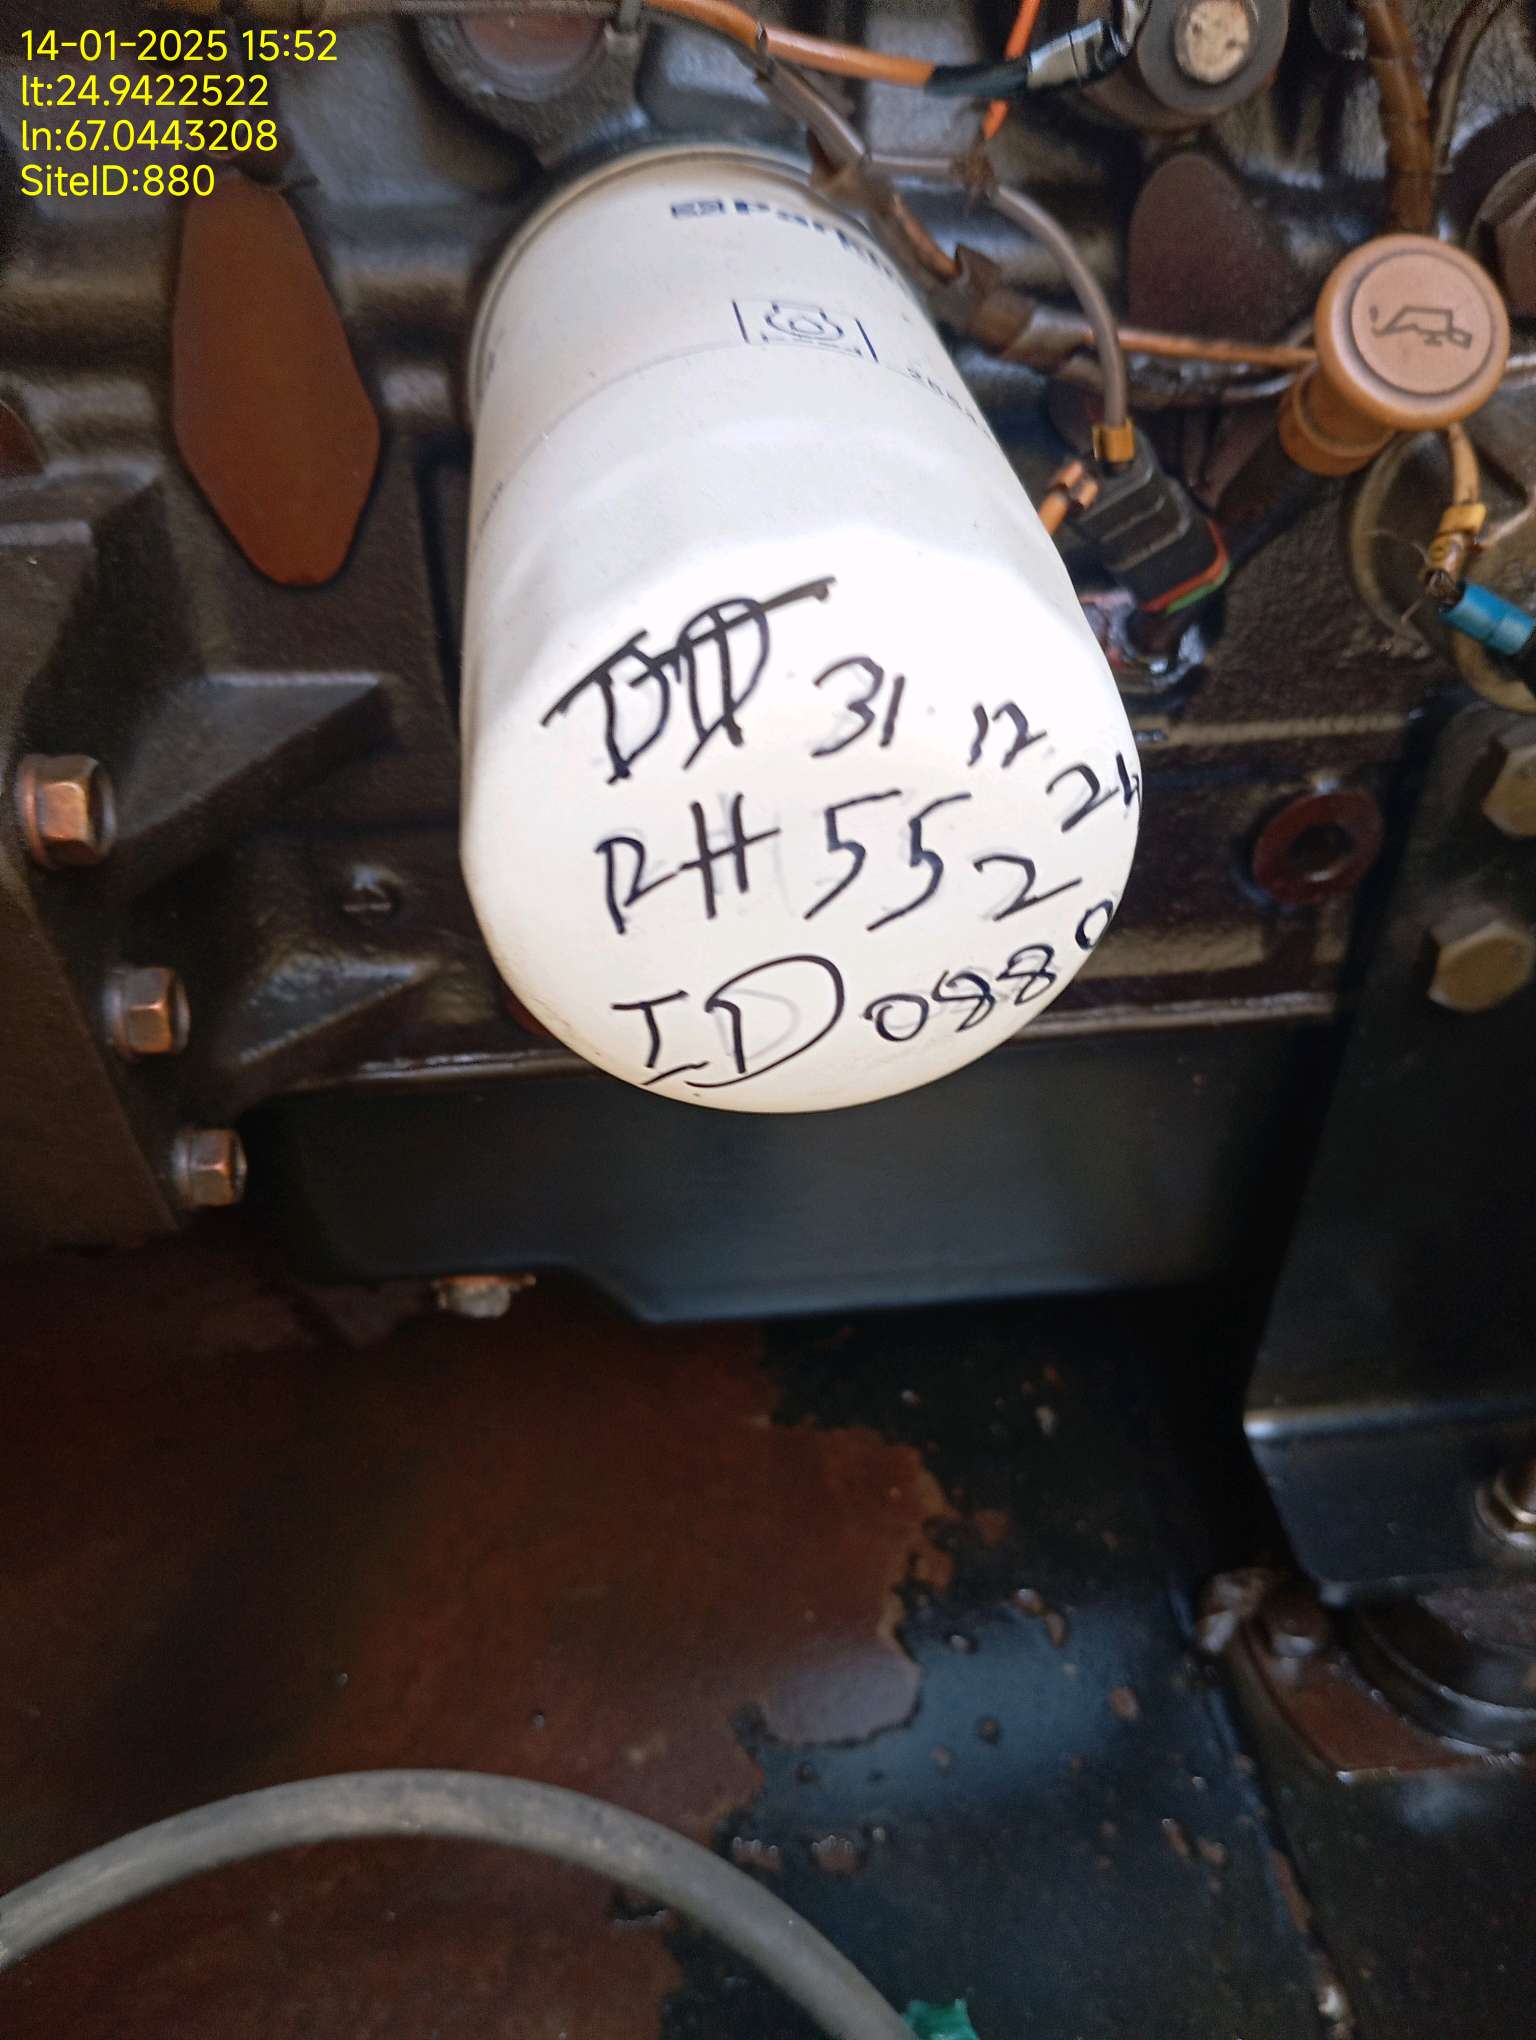 14-01-2025 15:52
lt:24.9422522
ln:67.0443208
SiteID:880
DD 31.12.24
RH 552
ID 0880